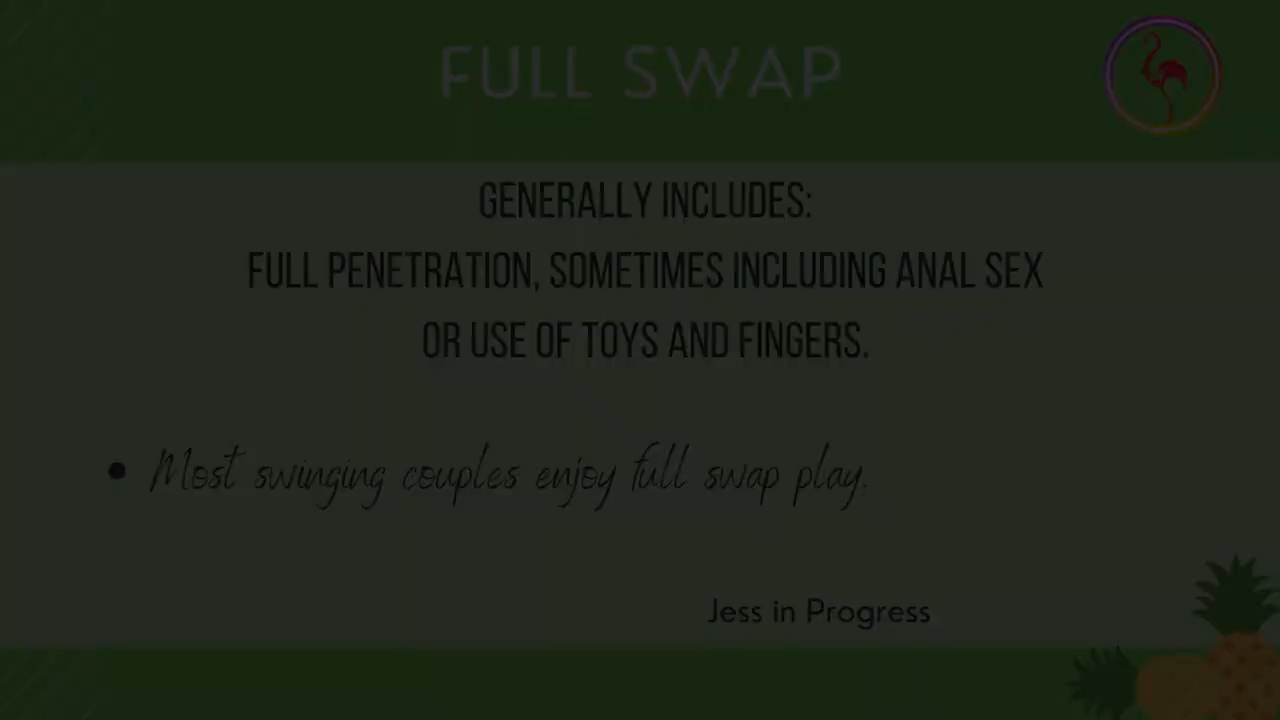 FULL SWAP
GENERALLY INCLUDES:
FULL PENETRATION, SOMETIMES INCLUDING ANAL SEX
OR USE OF TOYS AND FINGERS.
• Most swinging couples enjoy full swap play.
Jess in Progress